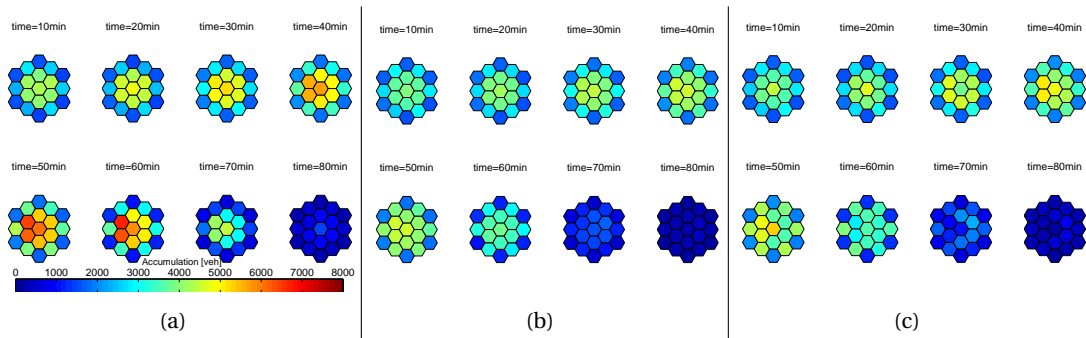 time=10min time=20min time=30min time=40min
time=50min time=60min time=70min time=80min
Accumulation [veh]
0 1000 2000 3000 4000 5000 6000 7000 8000
(a)
time=10min time=20min time=30min time=40min
time=50min time=60min time=70min time=80min
(b)
time=10min time=20min time=30min time=40min
time=50min time=60min time=70min time=80min
(c)